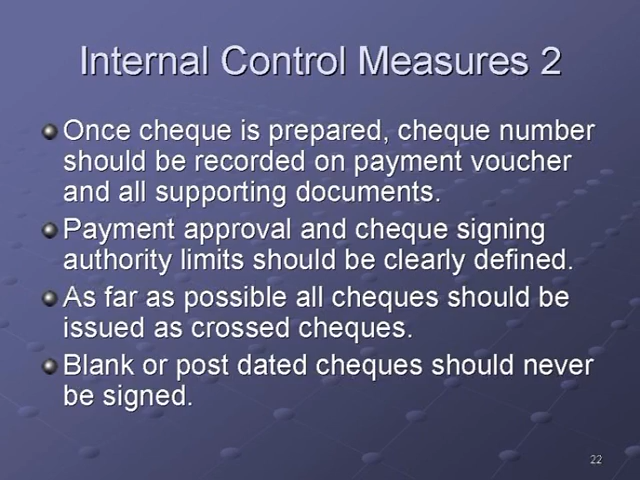 Internal Control Measures 2
Once cheque is prepared, cheque number
should be recorded on payment voucher
and all supporting documents.
Payment approval and cheque signing
authority limits should be clearly defined.
As far as possible all cheques should be
issued as crossed cheques.
Blank or post dated cheques should never
be signed.
22